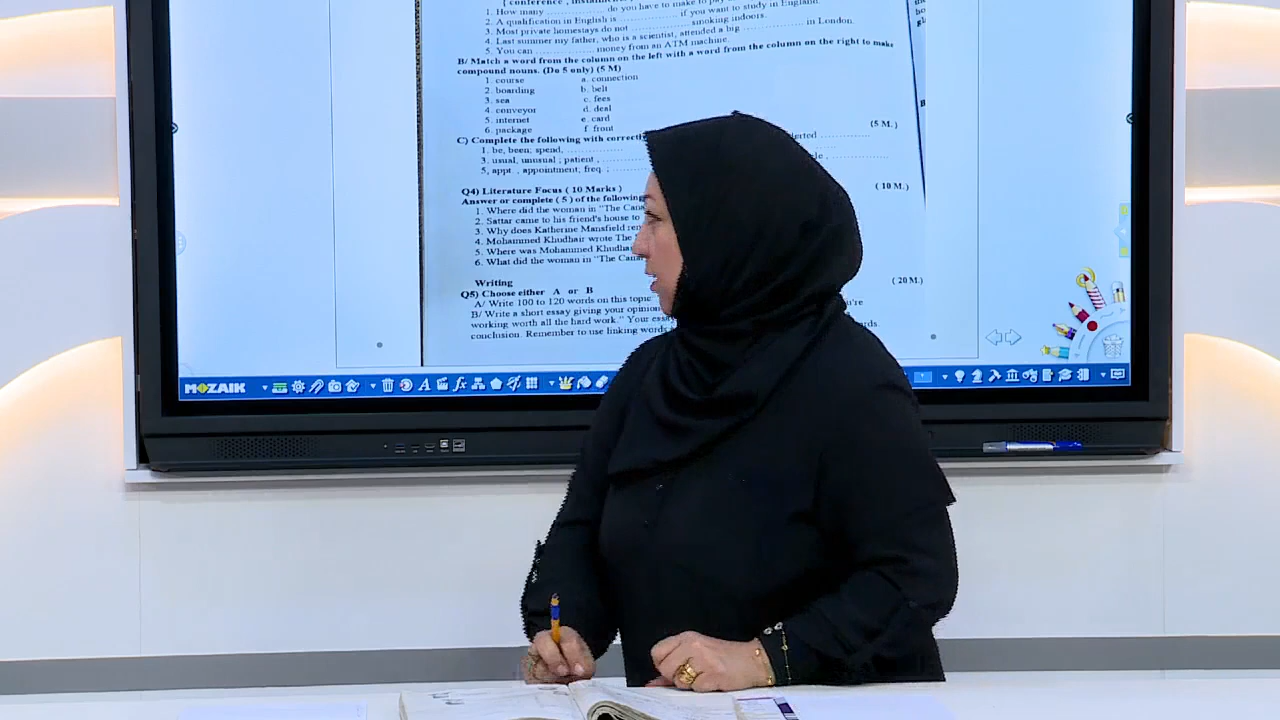 1. How many .............. do you have to make to pay
2. A qualification in English is .............. if you want to study in England.
3. Most private homestays do not .............. smoking indoors.
4. Last summer my father, who is a scientist, attended a big .............. in London.
5. You can .............. money from an ATM machine.
B/ Match a word from the column on the left with a word from the column on the right to make
compound nouns. (Do 5 only) (5 M)
1. course a. connection
2. boarding b. belt
3. sea c. fees
4. conveyor d. deal
5. internet e. card
6. package f front
C) Complete the following with correct (5 M.)
1. be, been; spend, ..............
3. usual, unusual ; patient , ..............
5, appt. , appointment; freq. ; ..............
Q4) Literature Focus ( 10 Marks ) ( 10 M.)
Answer or complete ( 5 ) of the following
1. Where did the woman in "The Cana
2. Sattar came to his friend's house to
3. Why does Katherine Mansfield
4. Mohammed Khudhair wrote The
5. Where was Mohammed Khudha
6. What did the woman in "The Cana
Writing ( 20 M.)
Q5) Choose either A or B
A/ Write 100 to 120 words on this topic
B/ Write a short essay giving your opinion
working worth all the hard work." Your
conclusion. Remember to use linking words
MOZAIK